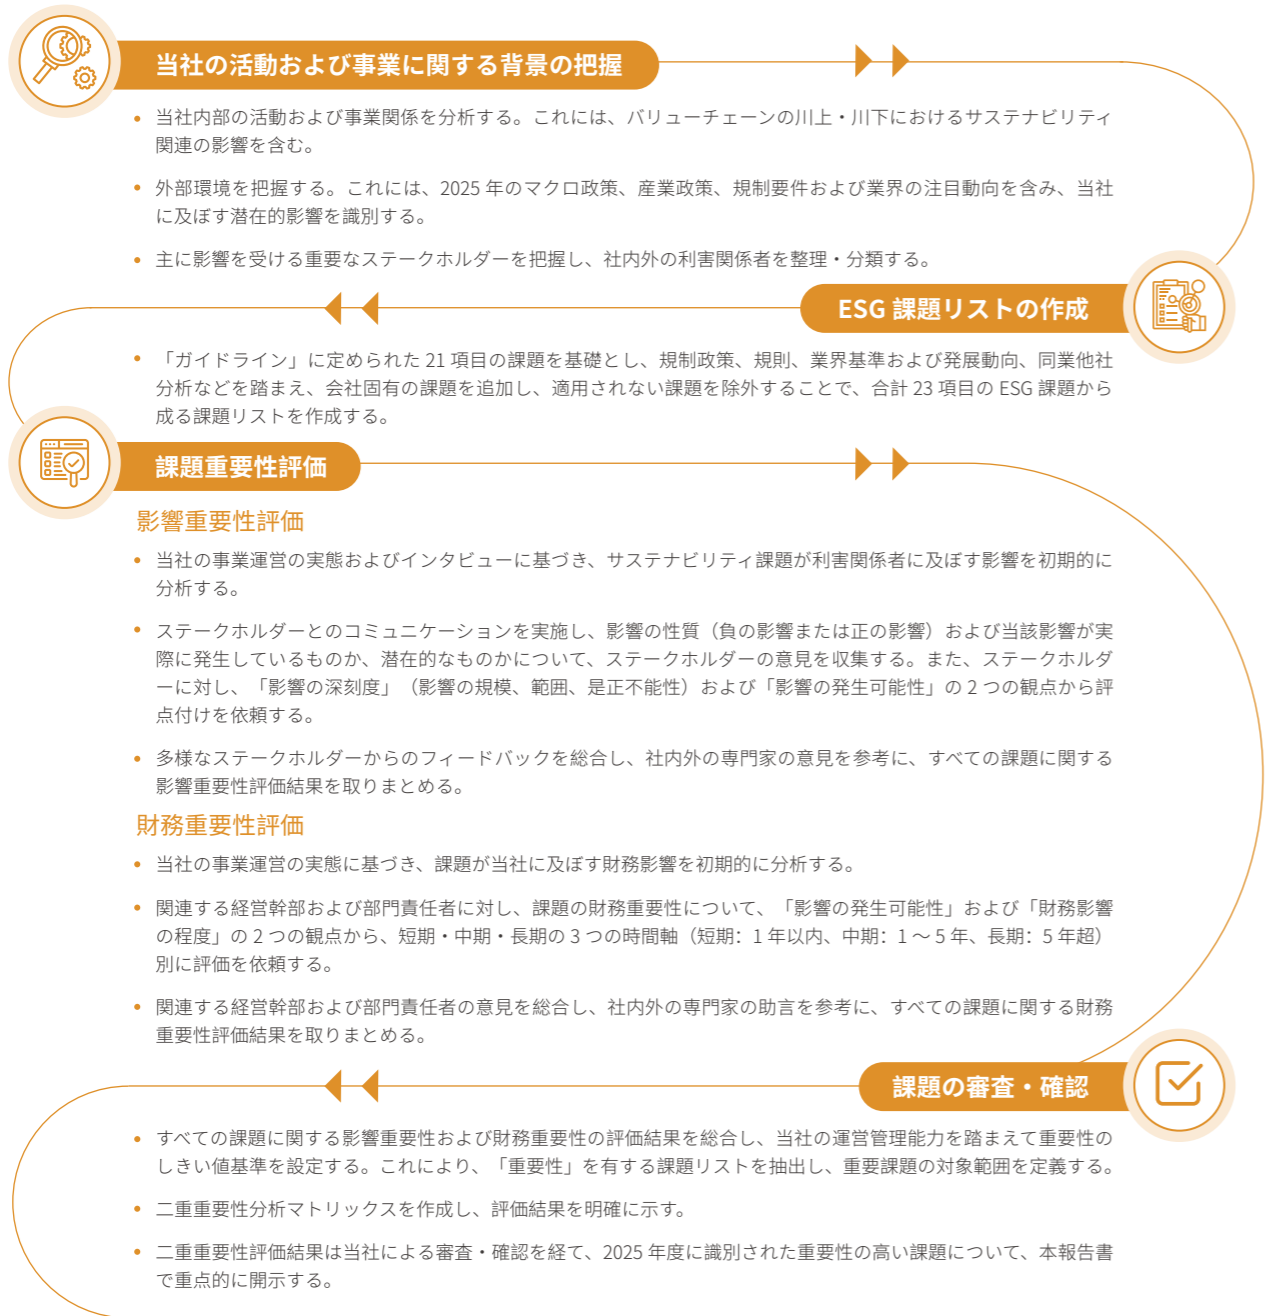 当社の活動および事業に関する背景の把握
• 当社内部の活動および事業関係を分析する。これには、バリューチェーンの川上・川下におけるサステナビリティ
関連の影響を含む。
• 外部環境を把握する。これには、2025 年のマクロ政策、産業政策、規制要件および業界の注目動向を含み、当社
に及ぼす潜在的影響を識別する。
• 主に影響を受ける重要なステークホルダーを把握し、社内外の利害関係者を整理・分類する。
ESG 課題リストの作成
• 「ガイドライン」に定められた 21 項目の課題を基礎とし、規制政策、規則、業界基準および発展動向、同業他社
分析などを踏まえ、会社固有の課題を追加し、適用されない課題を除外することで、合計 23 項目の ESG 課題から
成る課題リストを作成する。
課題重要性評価
影響重要性評価
• 当社の事業運営の実態およびインタビューに基づき、サステナビリティ課題が利害関係者に及ぼす影響を初期的に
分析する。
• ステークホルダーとのコミュニケーションを実施し、影響の性質（負の影響または正の影響）および当該影響が実
際に発生しているものか、潜在的なものかについて、ステークホルダーの意見を収集する。また、ステークホルダ
ーに対し、「影響の深刻度」（影響の規模、範囲、是正不能性）および「影響の発生可能性」の 2 つの観点から評
点付けを依頼する。
• 多様なステークホルダーからのフィードバックを総合し、社内外の専門家の意見を参考に、すべての課題に関する
影響重要性評価結果を取りまとめる。
財務重要性評価
• 当社の事業運営の実態に基づき、課題が当社に及ぼす財務影響を初期的に分析する。
• 関連する経営幹部および部門責任者に対し、課題の財務重要性について、「影響の発生可能性」および「財務影響
の程度」の 2 つの観点から、短期・中期・長期の 3 つの時間軸（短期：1 年以内、中期：1 ～ 5 年、長期：5 年超）
別に評価を依頼する。
• 関連する経営幹部および部門責任者の意見を総合し、社内外の専門家の助言を参考に、すべての課題に関する財務
重要性評価結果を取りまとめる。
課題の審査・確認
• すべての課題に関する影響重要性および財務重要性の評価結果を総合し、当社の運営管理能力を踏まえて重要性の
しきい値基準を設定する。これにより、「重要性」を有する課題リストを抽出し、重要課題の対象範囲を定義する。
• 二重重要性分析マトリックスを作成し、評価結果を明確に示す。
• 二重重要性評価結果は当社による審査・確認を経て、2025 年度に識別された重要性の高い課題について、本報告書
で重点的に開示する。